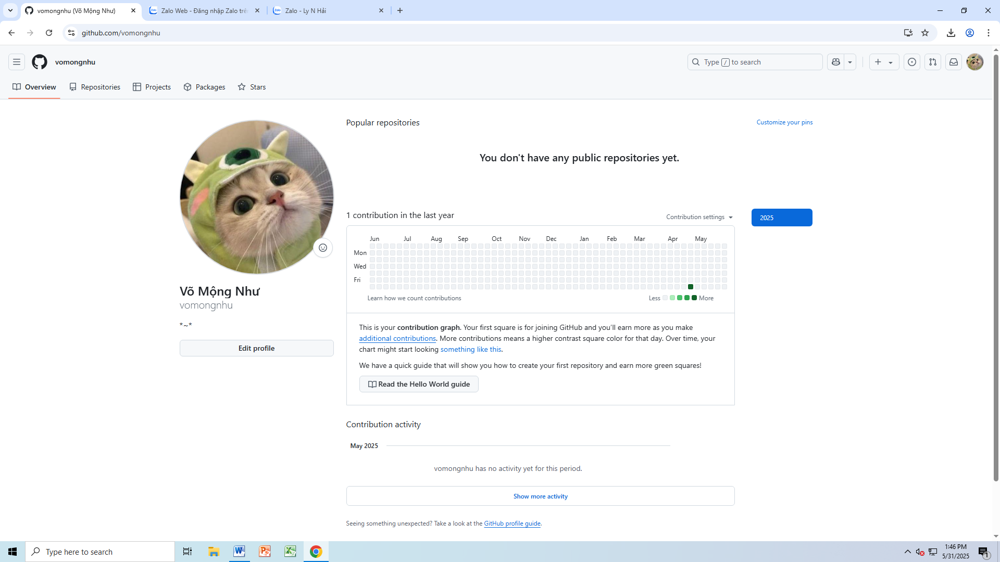 vomongnhu (Võ Mộng Như)
Zalo Web - Đăng nhập Zalo trê
Zalo - Ly N Hải
github.com/vomongnhu
vomongnhu
Type / to search
Overview
Repositories
Projects
Packages
Stars
Popular repositories
Customize your pins
You don't have any public repositories yet.
1 contribution in the last year
Contribution settings
2025
Jun Jul Aug Sep Oct Nov Dec Jan Feb Mar Apr May
Mon
Wed
Fri
Learn how we count contributions
Less More
Võ Mộng Như
vomongnhu
*~*
Edit profile
This is your contribution graph. Your first square is for joining GitHub and you'll earn more as you make
additional contributions. More contributions means a higher contrast square color for that day. Over time, your
chart might start looking something like this.
We have a quick guide that will show you how to create your first repository and earn more green squares!
Read the Hello World guide
Contribution activity
May 2025
vomongnhu has no activity yet for this period.
Show more activity
Seeing something unexpected? Take a look at the GitHub profile guide.
Type here to search
1:46 PM
5/31/2025
1